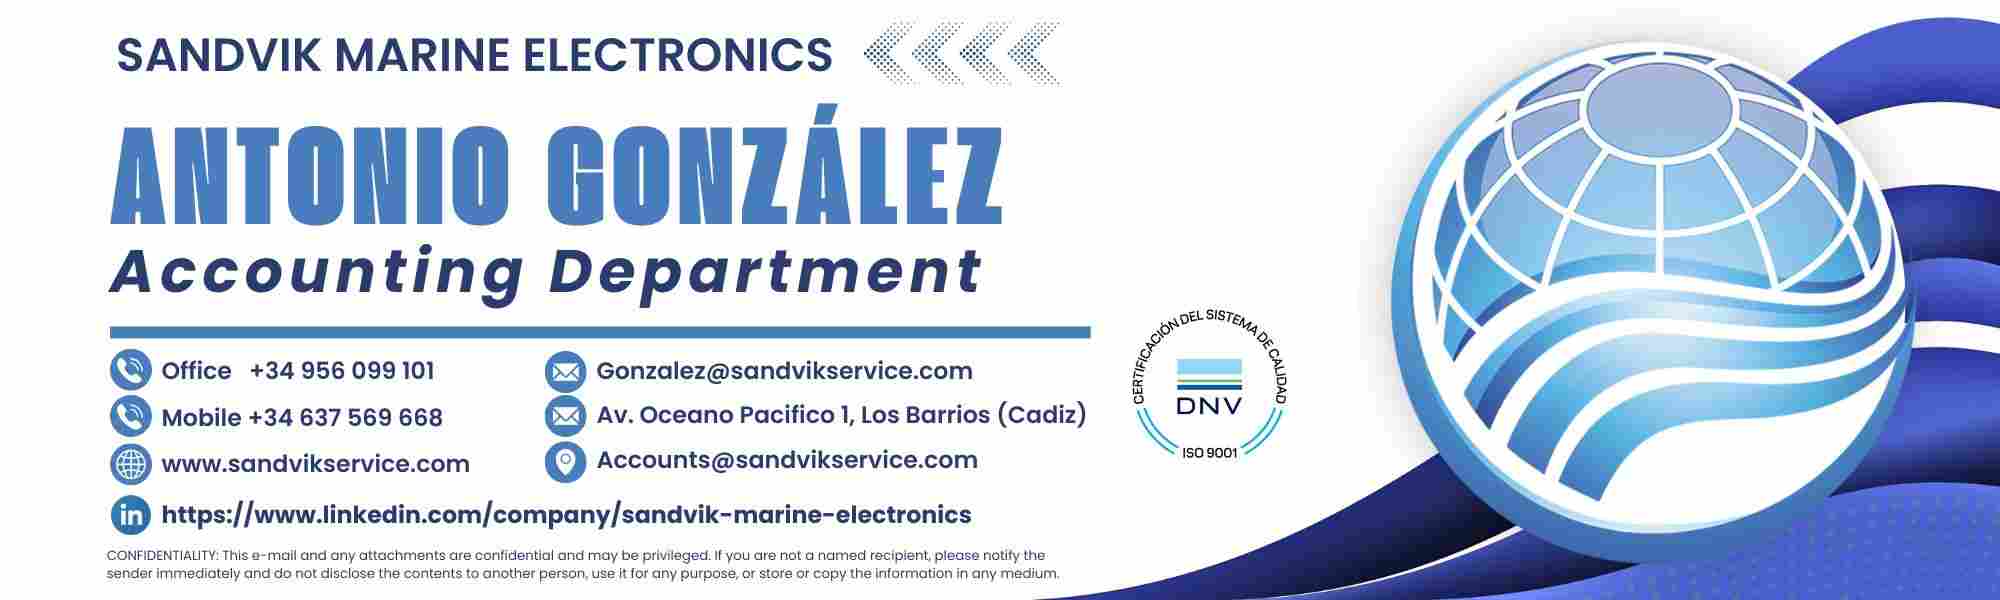 SANDVIK MARINE ELECTRONICS
ANTONIO GONZÁLEZ
Accounting Department
Office +34 956 099 101
Mobile +34 637 569 668
www.sandvikservice.com
https://www.linkedin.com/company/sandvik-marine-electronics
Gonzalez@sandvikservice.com
Av. Oceano Pacifico 1, Los Barrios (Cadiz)
Accounts@sandvikservice.com
in
CONFIDENTIALITY: This e-mail and any attachments are confidential and may be privileged. If you are not a named recipient, please notify the
sender immediately and do not disclose the contents to another person, use it for any purpose, or store or copy the information in any medium.
CERTIFICACIÓN DEL SISTEMA DE CALIDAD
DNV
ISO 9001